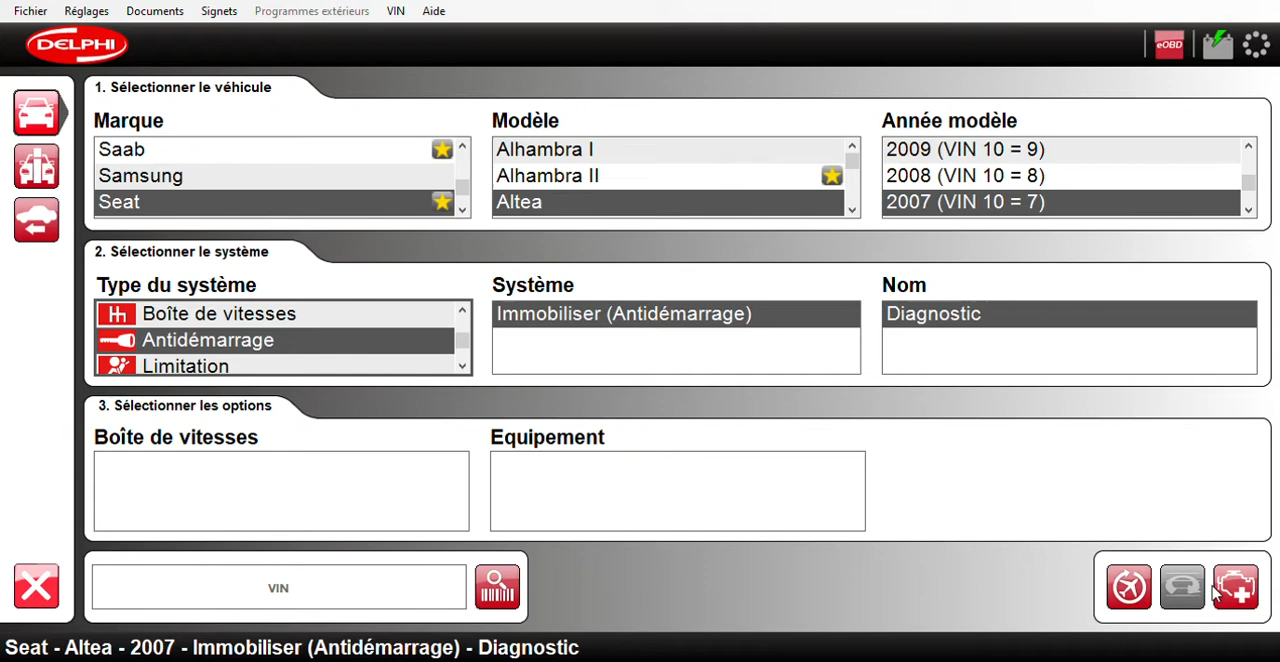 Fichier Réglages Documents Signets Programmes extérieurs VIN Aide
DELPHI
eOBD
1. Sélectionner le véhicule
Marque Modèle Année modèle
Saab Alhambra I 2009 (VIN 10 = 9)
Samsung Alhambra II 2008 (VIN 10 = 8)
Seat Altea 2007 (VIN 10 = 7)
2. Sélectionner le système
Type du système Système Nom
Boîte de vitesses Immobiliser (Antidémarrage) Diagnostic
Antidémarrage
Limitation
3. Sélectionner les options
Boîte de vitesses Equipement
VIN
Seat - Altea - 2007 - Immobiliser (Antidémarrage) - Diagnostic